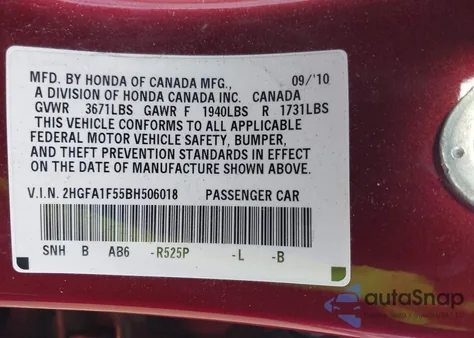 MFD. BY HONDA OF CANADA MFG., 09/'10
A DIVISION OF HONDA CANADA INC. CANADA
GVWR 3671LBS GAWR F 1940LBS R 1731LBS
THIS VEHICLE CONFORMS TO ALL APPLICABLE
FEDERAL MOTOR VEHICLE SAFETY, BUMPER,
AND THEFT PREVENTION STANDARDS IN EFFECT
ON THE DATE OF MANUFACTURE SHOWN ABOVE.
V.I.N. 2HGFA1F55BH506018 PASSENGER CAR
SNH B AB6 -R525P -L -B
autoSnap